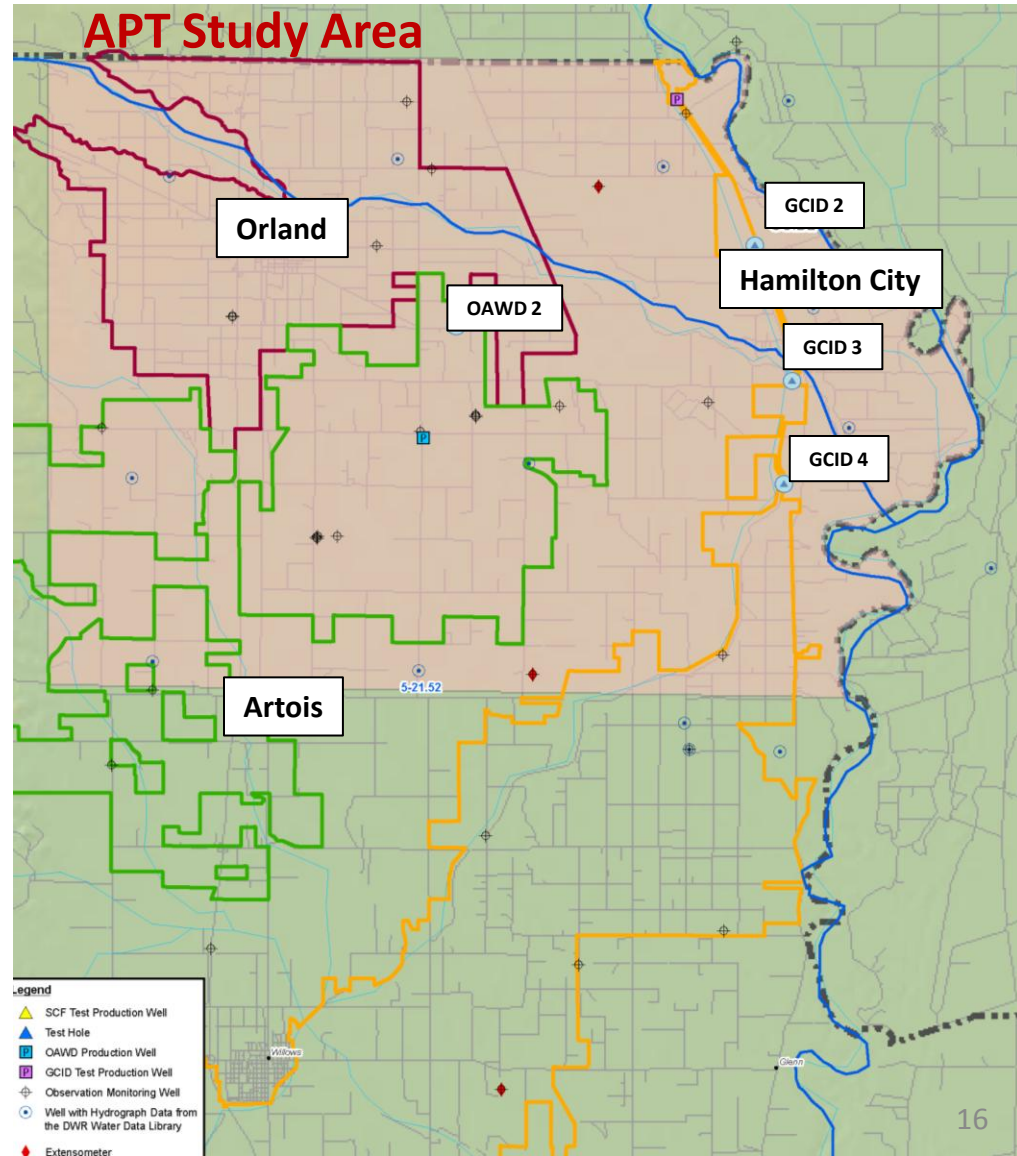 APT Study Area
GCID 2
Orland
Hamilton City
OAWD 2
GCID 3
GCID 4
5-21.52
Artois
Legend
SCF Test Production Well
Test Hole
OAWD Production Well
P
GCID Test Production Well
P
Observation Monitoring Well
Well with Hydrograph Data from
the DWR Water Data Library
Extensometer
Willows
Glenn
P
P
16